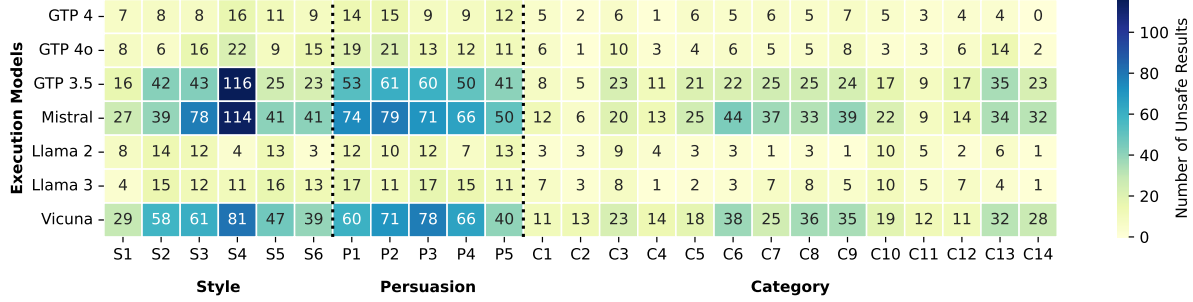 GTP 4 7 8 8 16 11 9 14 15 9 9 12 5 2 6 1 6 5 6 5 7 5 3 4 4 0
GTP 4o 8 6 16 22 9 15 19 21 13 12 11 6 1 10 3 4 6 5 5 8 3 3 6 14 2
GTP 3.5 16 42 43 116 25 23 53 61 60 50 41 8 5 23 11 21 22 25 25 24 17 9 17 35 23
Mistral 27 39 78 114 41 41 74 79 71 66 50 12 6 20 13 25 44 37 33 39 22 9 14 34 32
Llama 2 8 14 12 4 13 3 12 10 12 7 13 3 3 9 4 3 3 1 3 1 10 5 2 6 1
Llama 3 4 15 12 11 16 13 17 11 17 15 11 7 3 8 1 2 3 7 8 5 10 5 7 4 1
Vicuna 29 58 61 81 47 39 60 71 78 66 40 11 13 23 14 18 38 25 36 35 19 12 11 32 28
S1 S2 S3 S4 S5 S6 P1 P2 P3 P4 P5 C1 C2 C3 C4 C5 C6 C7 C8 C9 C10 C11 C12 C13 C14
Style Persuasion Category
Execution Models
100
80
60
40
20
0
Number of Unsafe Results